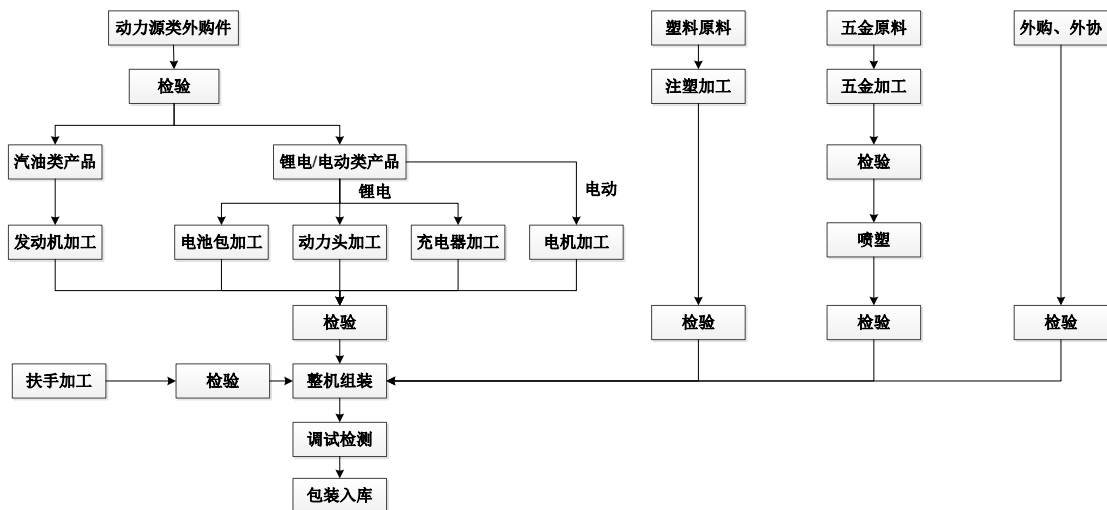 动力源类外购件
塑料原料
五金原料
外购、外协
检验
注塑加工
五金加工
汽油类产品
锂电/电动类产品
检验
锂电
电动
发动机加工
电池包加工
动力头加工
充电器加工
电机加工
喷塑
检验
检验
检验
检验
扶手加工
检验
整机组装
调试检测
包装入库